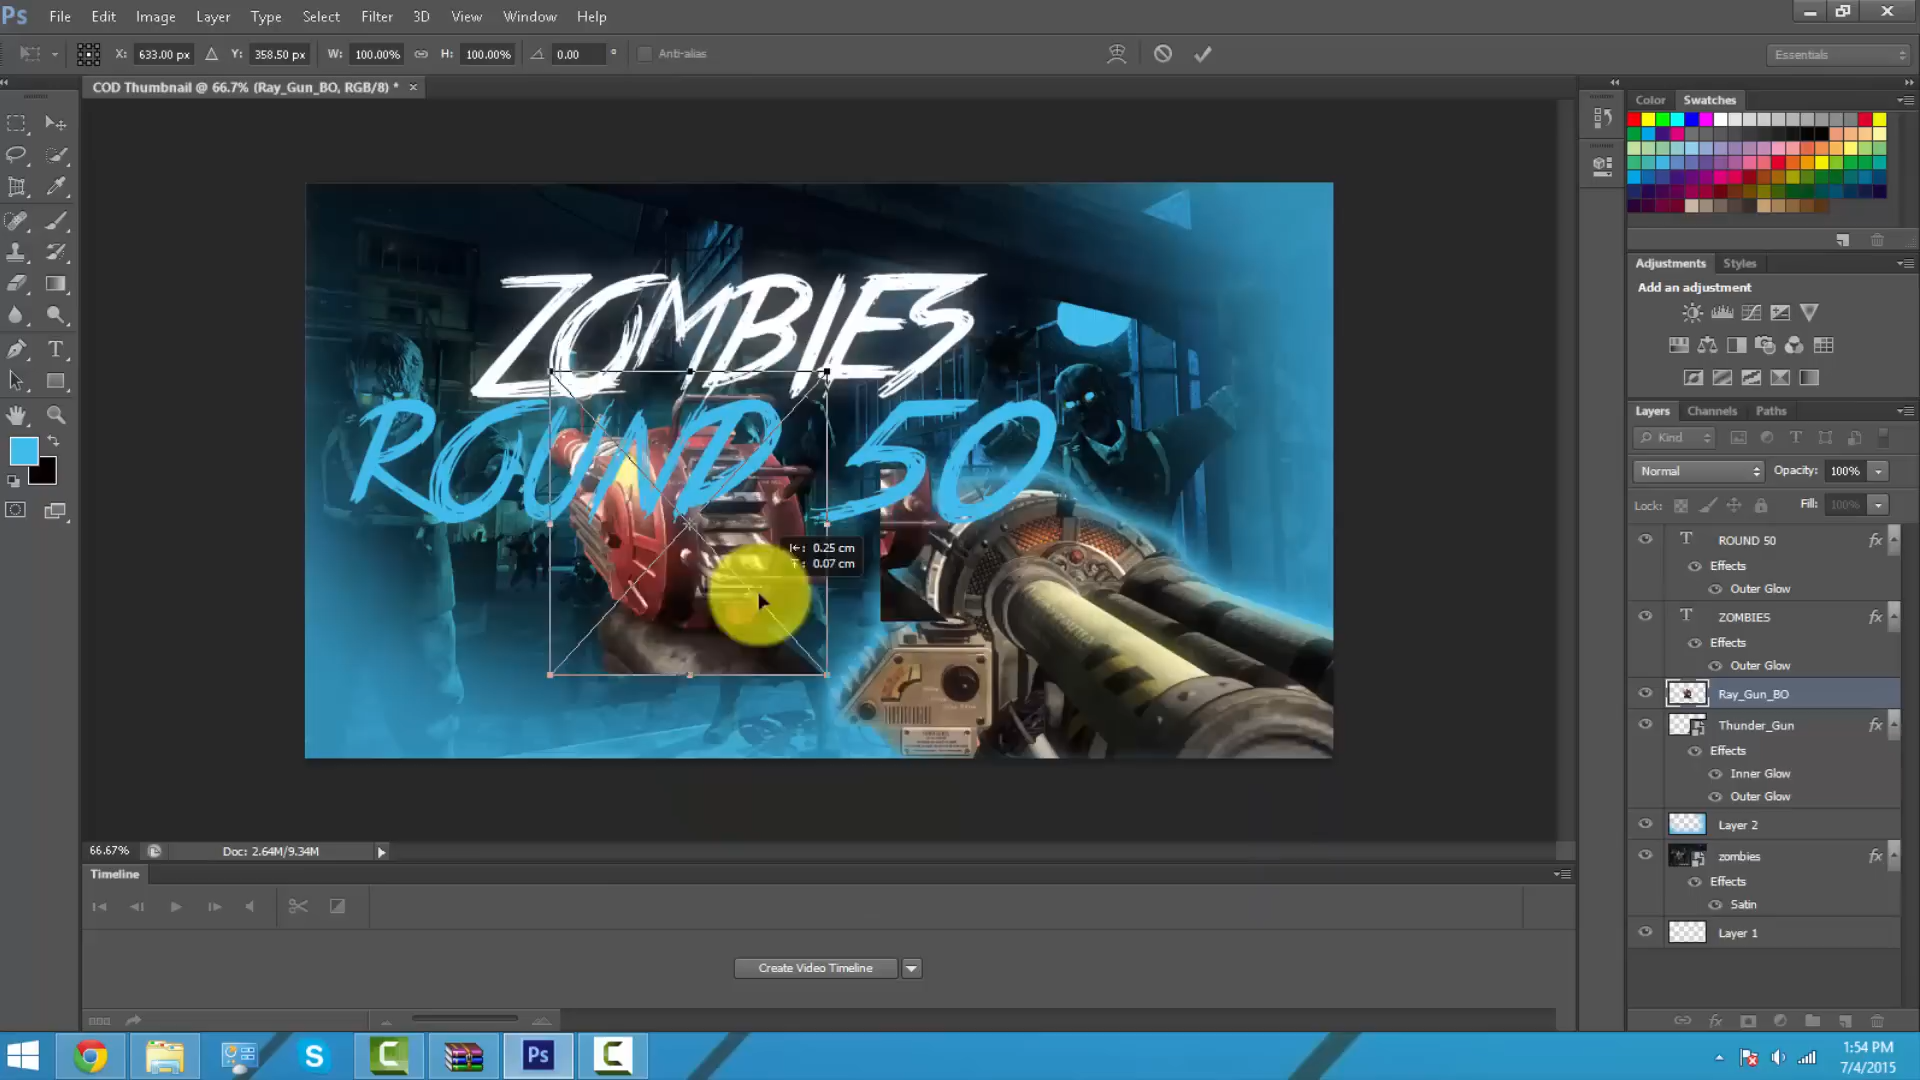 Ps File Edit Image Layer Type Select Filter 3D View Window Help
X: 633.00 px Y: 358.50 px W: 100.00% H: 100.00% 0.00 ° Anti-alias Essentials
COD Thumbnail @ 66.7% (Ray_Gun_BO, RGB/8) * ×
Color Swatches
ZOMBIES
ROUND 50
0.25 cm
0.07 cm
Adjustments Styles
Add an adjustment
Layers Channels Paths
Kind
Normal Opacity: 100%
Lock: Fill: 100%
T ROUND 50 fx
Effects
Outer Glow
T ZOMBIES fx
Effects
Outer Glow
Ray_Gun_BO
Thunder_Gun fx
Effects
Inner Glow
Outer Glow
Layer 2
zombies fx
Effects
Satin
Layer 1
66.67% Doc: 2.64M/9.34M
Timeline
Create Video Timeline
1:54 PM
7/4/2015